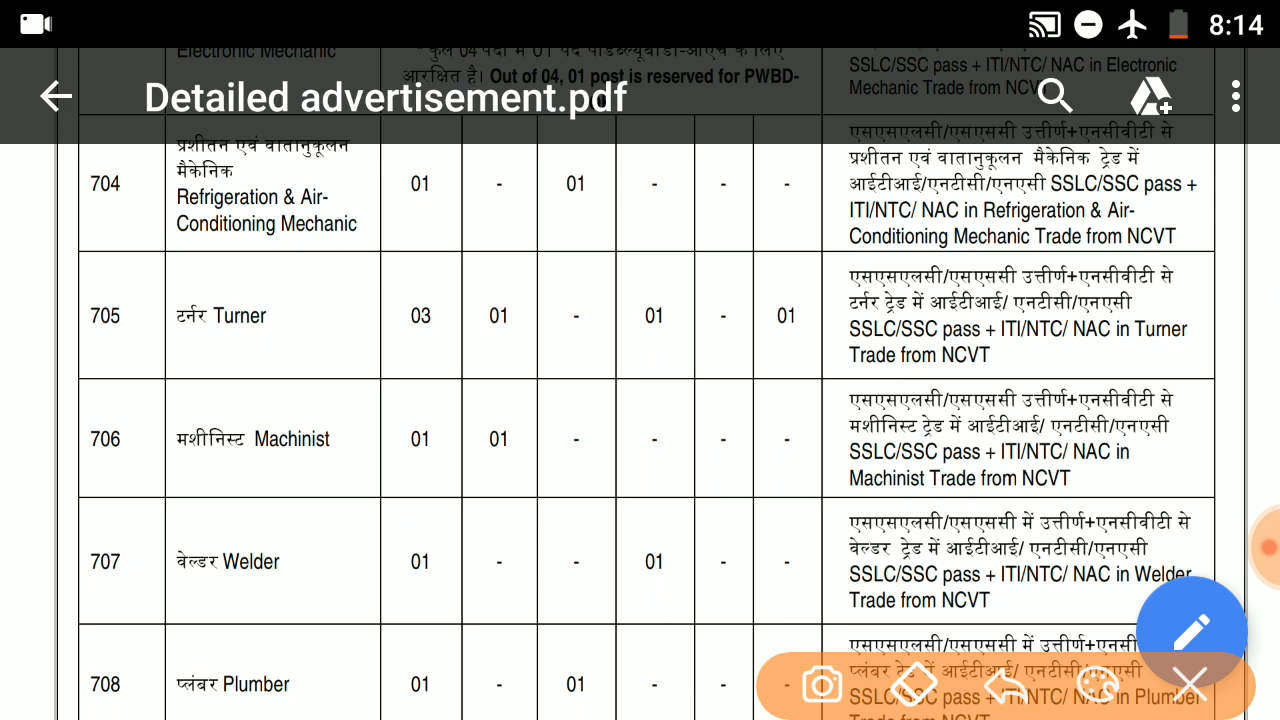 8:14
Detailed advertisement.pdf
Electronic Mechanic
आरक्षित है। Out of 04, 01 post is reserved for PWBD-
SSLC/SSC pass + ITI/NTC/ NAC in Electronic
Mechanic Trade from NCVT
704
प्रशीतन एवं वातानुकूलन
मैकेनिक
Refrigeration & Air-
Conditioning Mechanic
01 - 01 - - -
एसएसएलसी/एसएससी उत्तीर्ण+एनसीवीटी से
प्रशीतन एवं वातानुकूलन मैकेनिक ट्रेड में
आईटीआई/एनटीसी/एनएसी SSLC/SSC pass +
ITI/NTC/ NAC in Refrigeration & Air-
Conditioning Mechanic Trade from NCVT
705
टर्नर Turner
03 01 - 01 - 01
एसएसएलसी/एसएससी उत्तीर्ण+एनसीवीटी से
टर्नर ट्रेड में आईटीआई/ एनटीसी/एनएसी
SSLC/SSC pass + ITI/NTC/ NAC in Turner
Trade from NCVT
706
मशीनिस्ट Machinist
01 01 - - - -
एसएसएलसी/एसएससी उत्तीर्ण+एनसीवीटी से
मशीनिस्ट ट्रेड में आईटीआई/ एनटीसी/एनएसी
SSLC/SSC pass + ITI/NTC/ NAC in
Machinist Trade from NCVT
707
वेल्डर Welder
01 - - 01 - -
एसएसएलसी/एसएससी में उत्तीर्ण+एनसीवीटी से
वेल्डर ट्रेड में आईटीआई/ एनटीसी/एनएसी
SSLC/SSC pass + ITI/NTC/ NAC in Welder
Trade from NCVT
708
प्लंबर Plumber
01 - 01 - - -
एसएसएलसी/एसएससी में उत्तीर्ण+एनसी
प्लंबर ट्रेड में आईटीआई/ एनटीसी/एनएसी
SSLC/SSC pass + ITI/NTC/ NAC in Plumber
Trade from NCVT